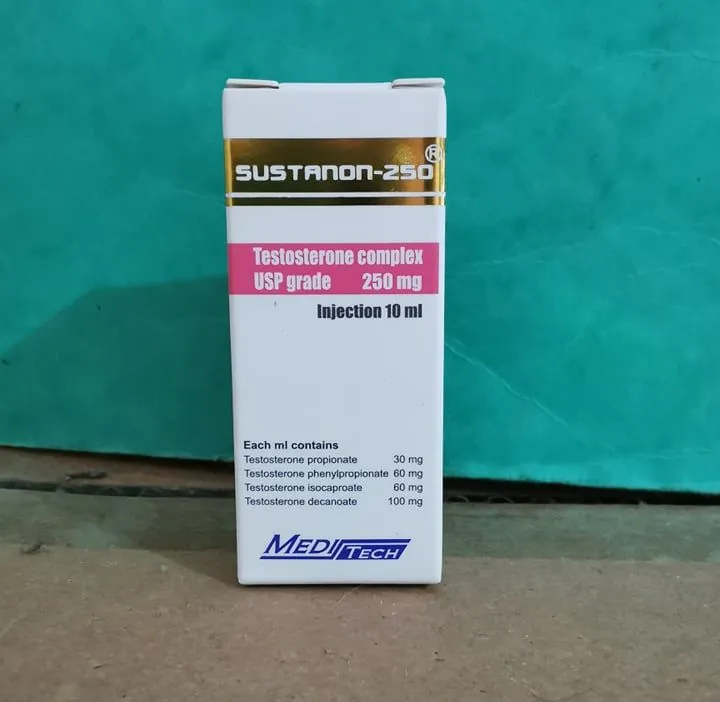 SUSTANON-250®
Testosterone complex
USP grade 250 mg
Injection 10 ml
Each ml contains
Testosterone propionate 30 mg
Testosterone phenylpropionate 60 mg
Testosterone isocaproate 60 mg
Testosterone decanoate 100 mg
MEDITECH